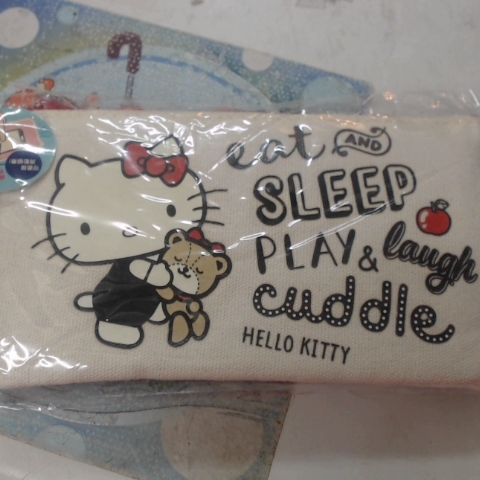 eat AND
SLEEP
PLAY & laugh
cuddle
HELLO KITTY